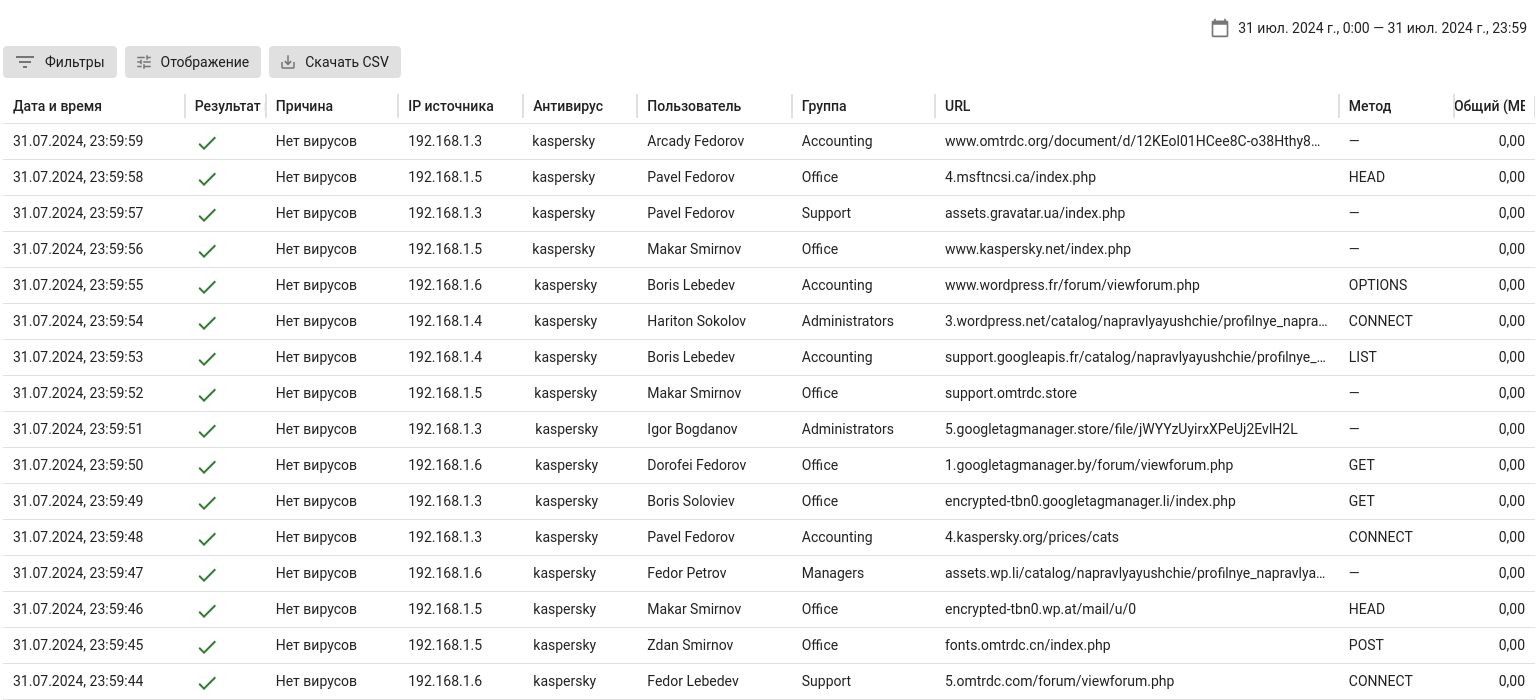 31 июл. 2024 г., 0:00 — 31 июл. 2024 г., 23:59
Фильтры Отображение Скачать CSV
Дата и время Результат Причина IP источника Антивирус Пользователь Группа URL Метод Общий (МБ
31.07.2024, 23:59:59 Нет вирусов 192.168.1.3 kaspersky Arcady Fedorov Accounting www.omtrdc.org/document/d/12KEol01HCee8C-o38Hthy8… — 0,00
31.07.2024, 23:59:58 Нет вирусов 192.168.1.5 kaspersky Pavel Fedorov Office 4.msftncsi.ca/index.php HEAD 0,00
31.07.2024, 23:59:57 Нет вирусов 192.168.1.3 kaspersky Pavel Fedorov Support assets.gravatar.ua/index.php — 0,00
31.07.2024, 23:59:56 Нет вирусов 192.168.1.5 kaspersky Makar Smirnov Office www.kaspersky.net/index.php — 0,00
31.07.2024, 23:59:55 Нет вирусов 192.168.1.6 kaspersky Boris Lebedev Accounting www.wordpress.fr/forum/viewforum.php OPTIONS 0,00
31.07.2024, 23:59:54 Нет вирусов 192.168.1.4 kaspersky Hariton Sokolov Administrators 3.wordpress.net/catalog/napravlyayushchie/profilnye_napra… CONNECT 0,00
31.07.2024, 23:59:53 Нет вирусов 192.168.1.4 kaspersky Boris Lebedev Accounting support.googleapis.fr/catalog/napravlyayushchie/profilnye_… LIST 0,00
31.07.2024, 23:59:52 Нет вирусов 192.168.1.5 kaspersky Makar Smirnov Office support.omtrdc.store — 0,00
31.07.2024, 23:59:51 Нет вирусов 192.168.1.3 kaspersky Igor Bogdanov Administrators 5.googletagmanager.store/file/jWYYzUyirxXPeUj2EvlH2L — 0,00
31.07.2024, 23:59:50 Нет вирусов 192.168.1.6 kaspersky Dorofei Fedorov Office 1.googletagmanager.by/forum/viewforum.php GET 0,00
31.07.2024, 23:59:49 Нет вирусов 192.168.1.3 kaspersky Boris Soloviev Office encrypted-tbn0.googletagmanager.li/index.php GET 0,00
31.07.2024, 23:59:48 Нет вирусов 192.168.1.3 kaspersky Pavel Fedorov Accounting 4.kaspersky.org/prices/cats CONNECT 0,00
31.07.2024, 23:59:47 Нет вирусов 192.168.1.6 kaspersky Fedor Petrov Managers assets.wp.li/catalog/napravlyayushchie/profilnye_napravlya… — 0,00
31.07.2024, 23:59:46 Нет вирусов 192.168.1.5 kaspersky Makar Smirnov Office encrypted-tbn0.wp.at/mail/u/0 HEAD 0,00
31.07.2024, 23:59:45 Нет вирусов 192.168.1.5 kaspersky Zdan Smirnov Office fonts.omtrdc.cn/index.php POST 0,00
31.07.2024, 23:59:44 Нет вирусов 192.168.1.6 kaspersky Fedor Lebedev Support 5.omtrdc.com/forum/viewforum.php CONNECT 0,00